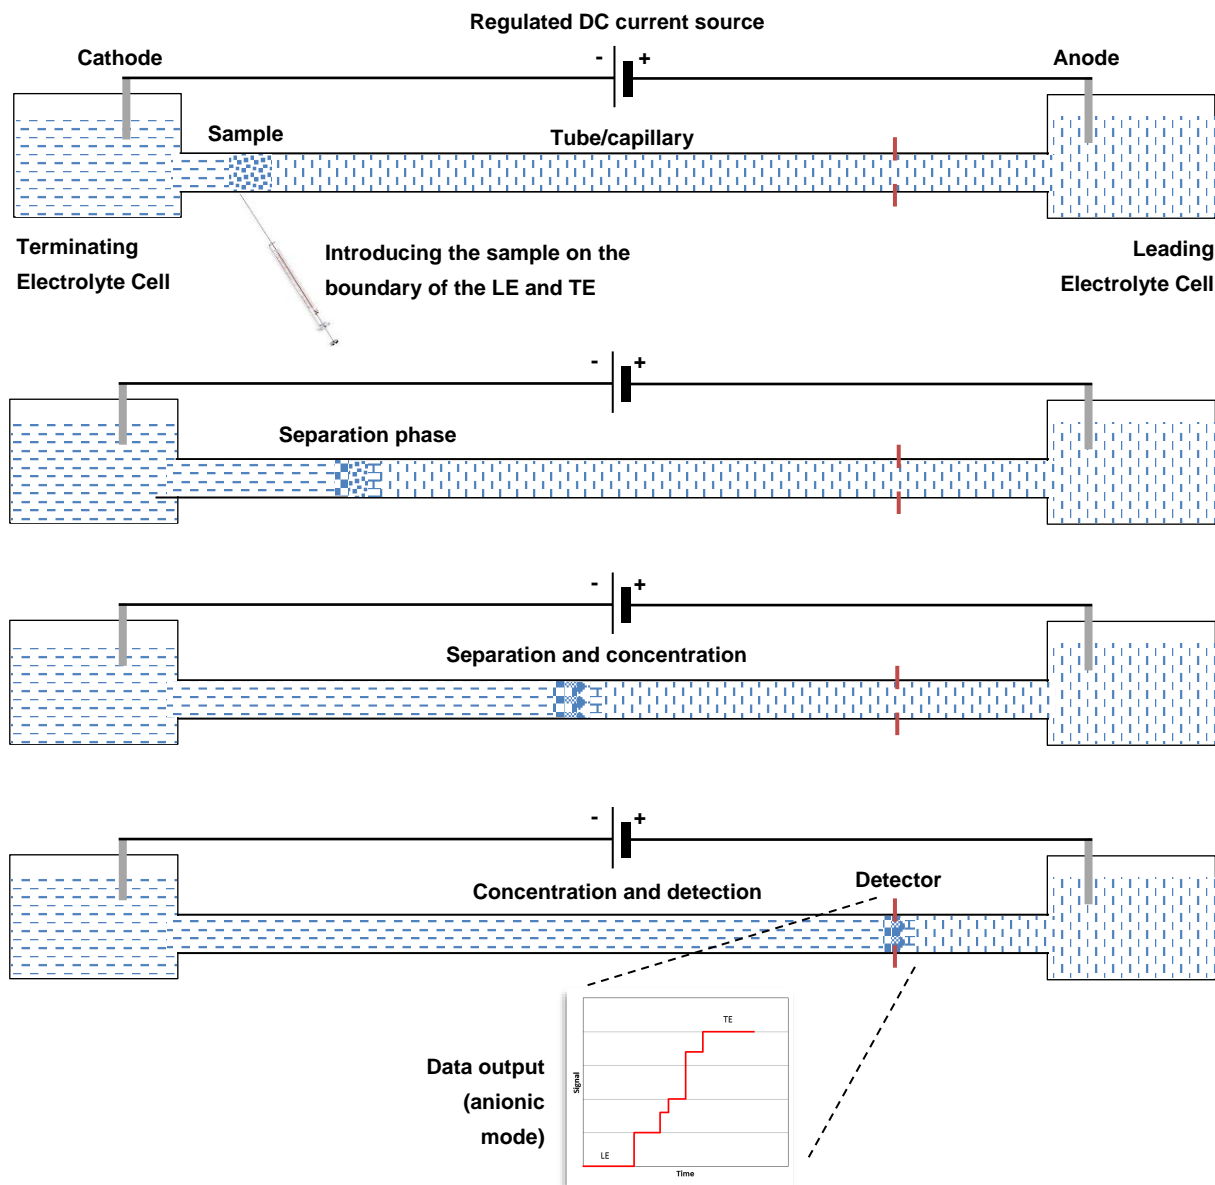 Regulated DC current source
Cathode
- +
Anode
Sample
Tube/capillary
Terminating
Electrolyte Cell
Introducing the sample on the
boundary of the LE and TE
Leading
Electrolyte Cell
- +
Separation phase
- +
Separation and concentration
- +
Concentration and detection
Detector
Data output
(anionic
mode)
TE
Signal
LE
Time